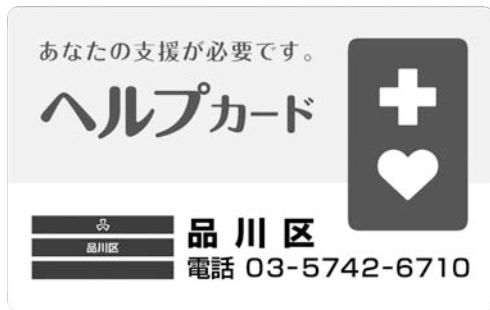 あなたの支援が必要です。
ヘルプカード
品川区
品川区
電話 03-5742-6710